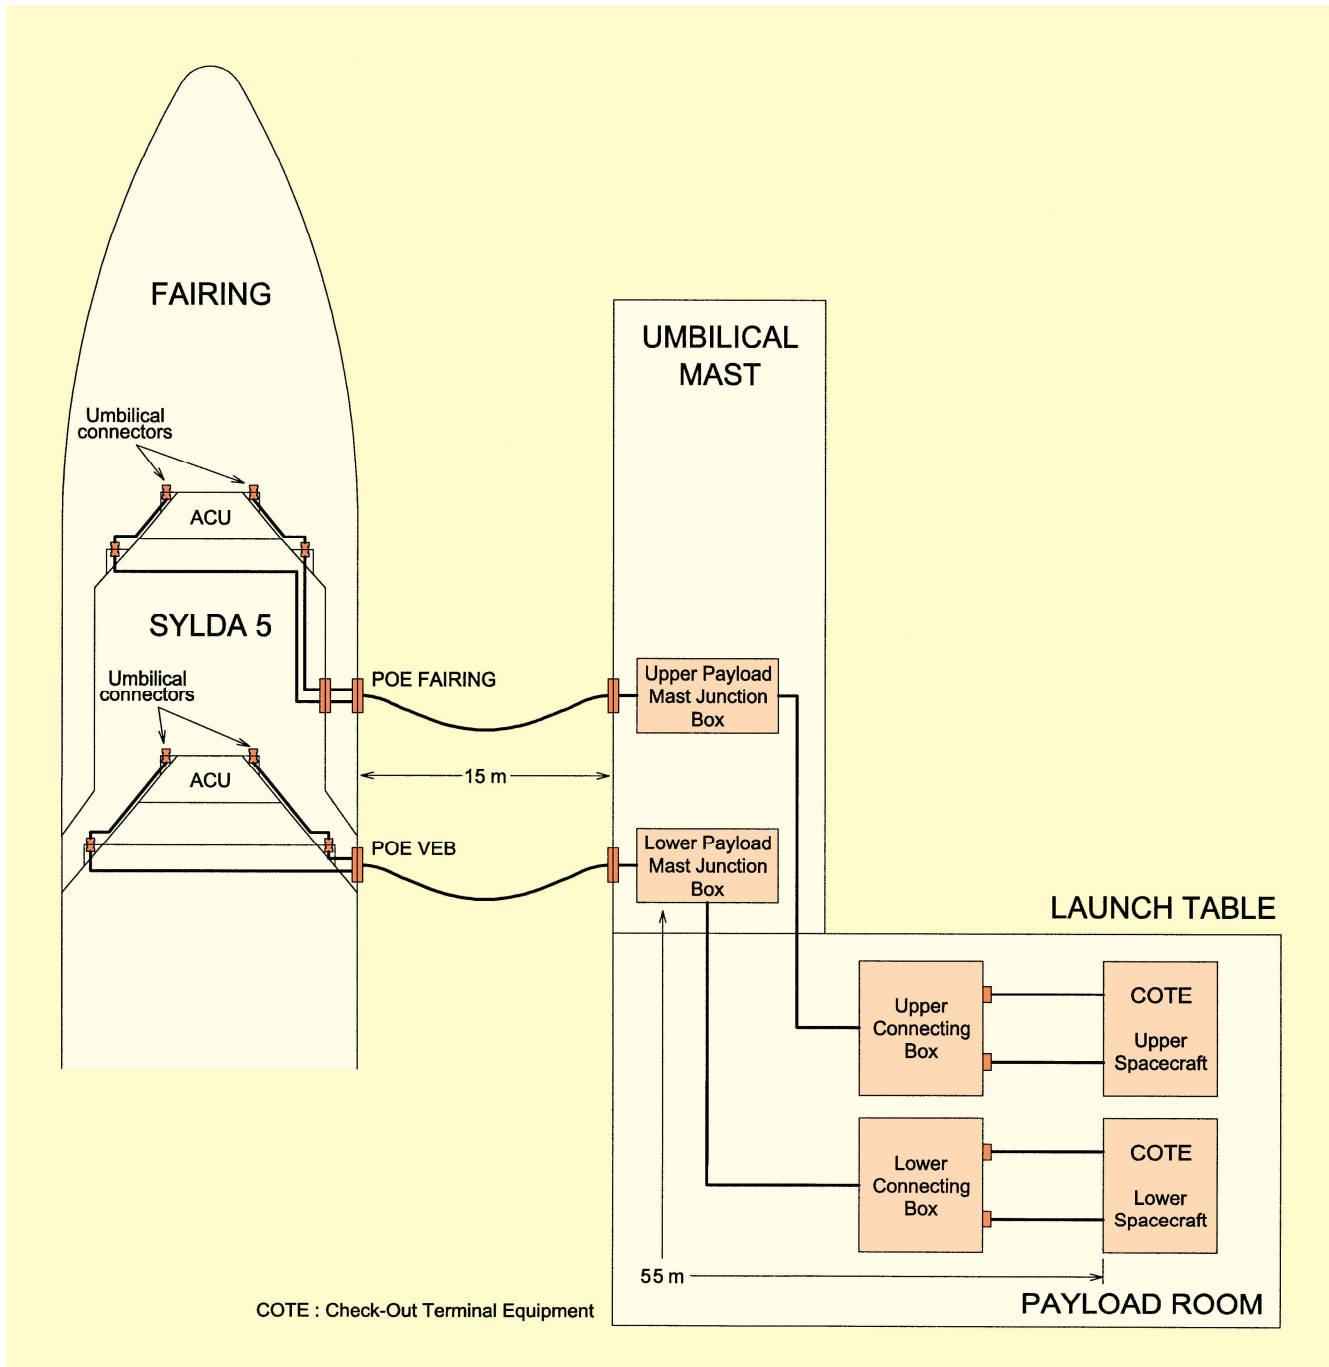 FAIRING
UMBILICAL
MAST
Umbilical
connectors
ACU
SYLDA 5
Umbilical
connectors
ACU
POE FAIRING
Upper Payload
Mast Junction
Box
15 m
POE VEB
Lower Payload
Mast Junction
Box
LAUNCH TABLE
Upper
Connecting
Box
COTE
Upper
Spacecraft
Lower
Connecting
Box
COTE
Lower
Spacecraft
55 m
COTE : Check-Out Terminal Equipment
PAYLOAD ROOM